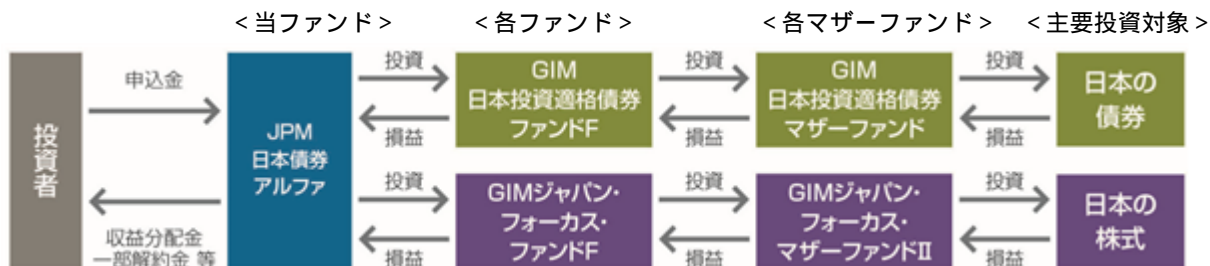 <当ファンド>
<各ファンド>
<各マザーファンド>
<主要投資対象>
投資者
申込金
収益分配金
一部解約金 等
JPM
日本債券
アルファ
投資
損益
GIM
日本投資適格債券
ファンドF
投資
損益
GIM
日本投資適格債券
マザーファンド
投資
損益
日本の
債券
投資
損益
GIMジャパン・
フォーカス・
ファンドF
投資
損益
GIMジャパン・
フォーカス・
マザーファンドII
投資
損益
日本の
株式